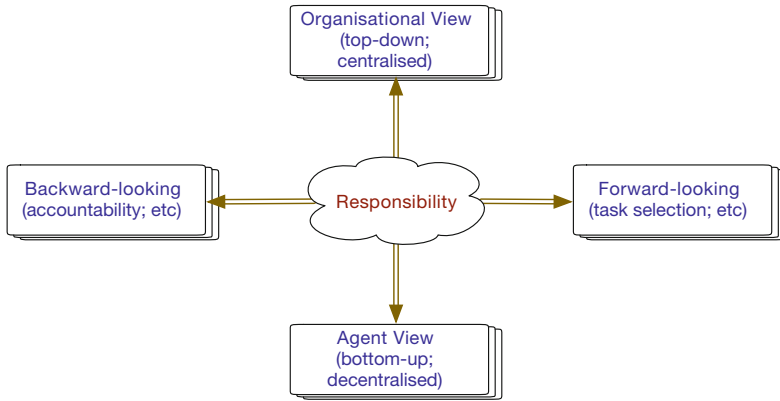 Organisational View
(top-down;
centralised)
Backward-looking
(accountability; etc)
Responsibility
Forward-looking
(task selection; etc)
Agent View
(bottom-up;
decentralised)